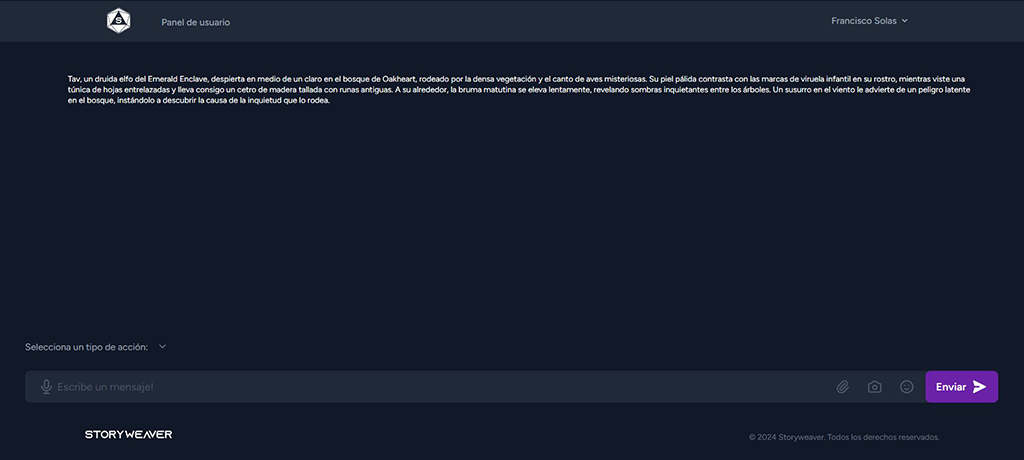 S
Panel de usuario
Francisco Solas
Tav, un druida elfo del Emerald Enclave, despierta en medio de un claro en el bosque de Oakheart, rodeado por la densa vegetación y el canto de aves misteriosas. Su piel pálida contrasta con las marcas de viruela infantil en su rostro, mientras viste una
túnica de hojas entrelazadas y lleva consigo un cetro de madera tallada con runas antiguas. A su alrededor, la bruma matutina se eleva lentamente, revelando sombras inquietantes entre los árboles. Un susurro en el viento le advierte de un peligro latente
en el bosque, instándolo a descubrir la causa de la inquietud que lo rodea.
Selecciona un tipo de acción:
Escribe un mensaje!
Enviar
STORYWEAVER
© 2024 Storyweaver. Todos los derechos reservados.